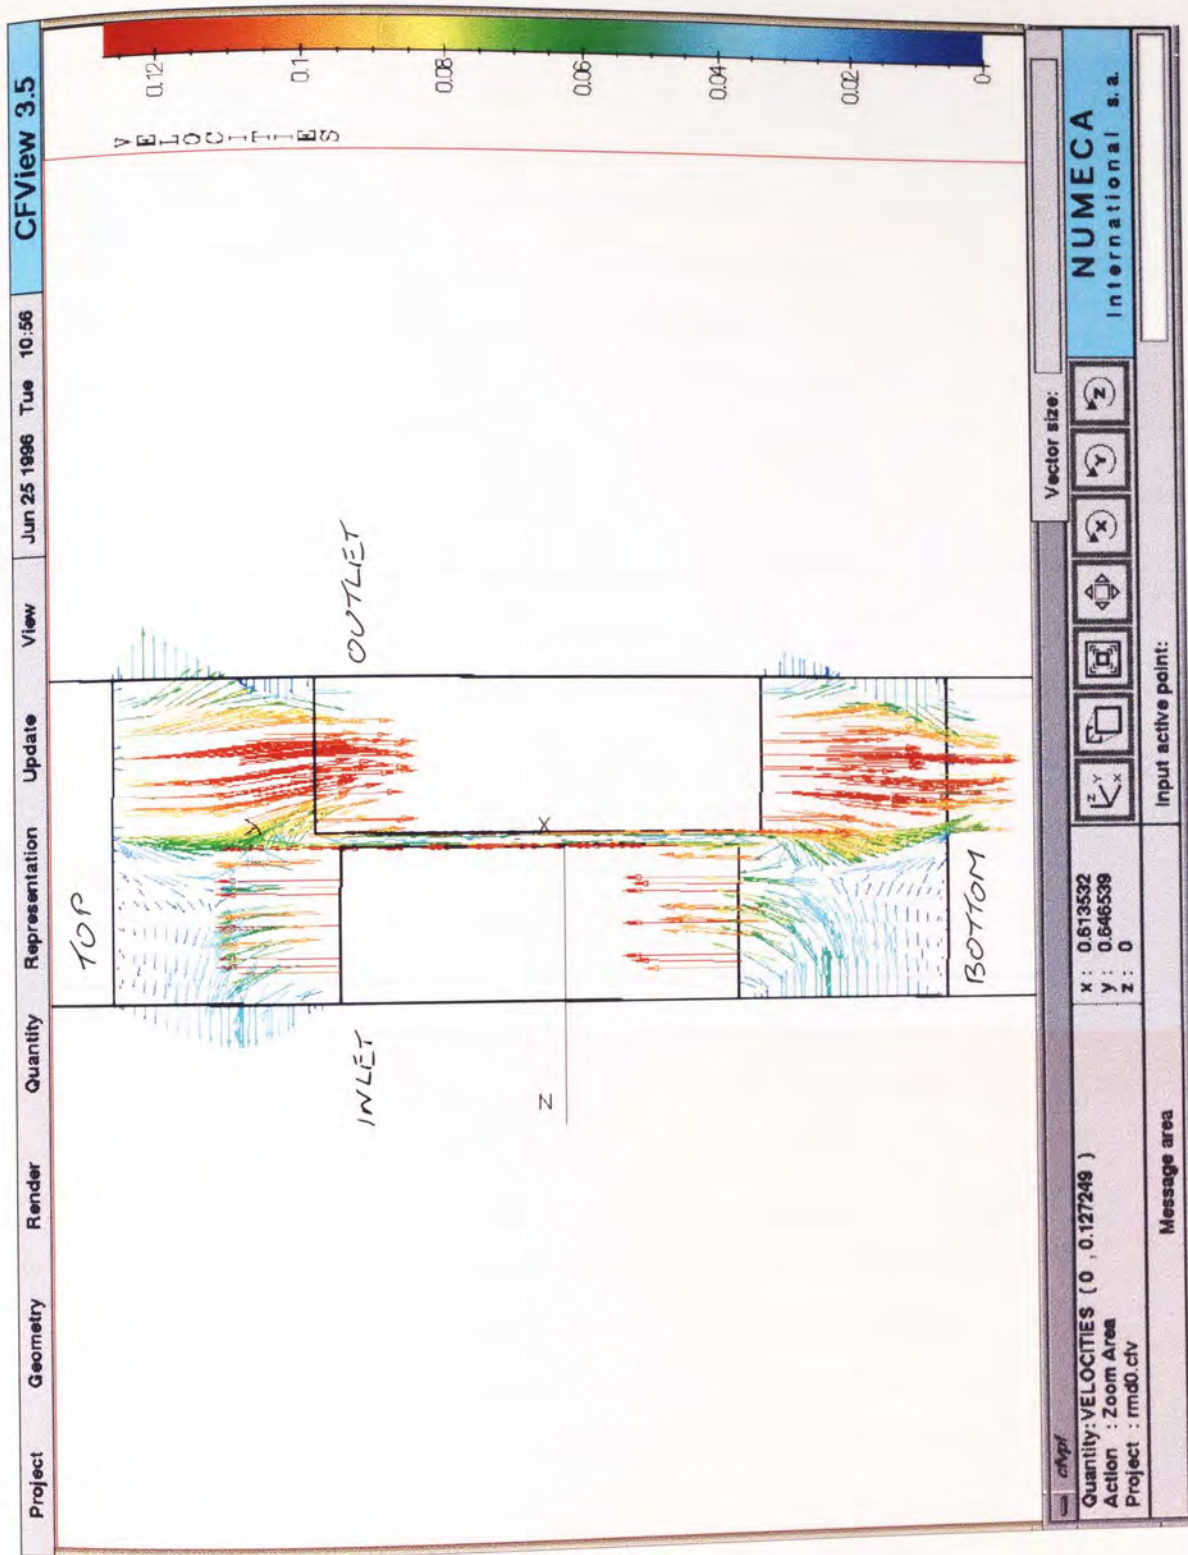 Project Geometry Render Quantity Representation Update View Jun 25 1996 Tue 10:56 CFView 3.5
VELOCITIES
0.12
0.1
0.08
0.06
0.04
0.02
0
TOP
INLET
OUTLET
Y
X
Z
BOTTOM
cfvpf
Vector size:
Quantity: VELOCITIES ( 0 , 0.127249 )
Action : Zoom Area
Project : rmd0.cfv
x : 0.613532
y : 0.646539
z : 0
Z Y X
X
Y
Z
NUMECA
International s.a.
Message area
Input active point: